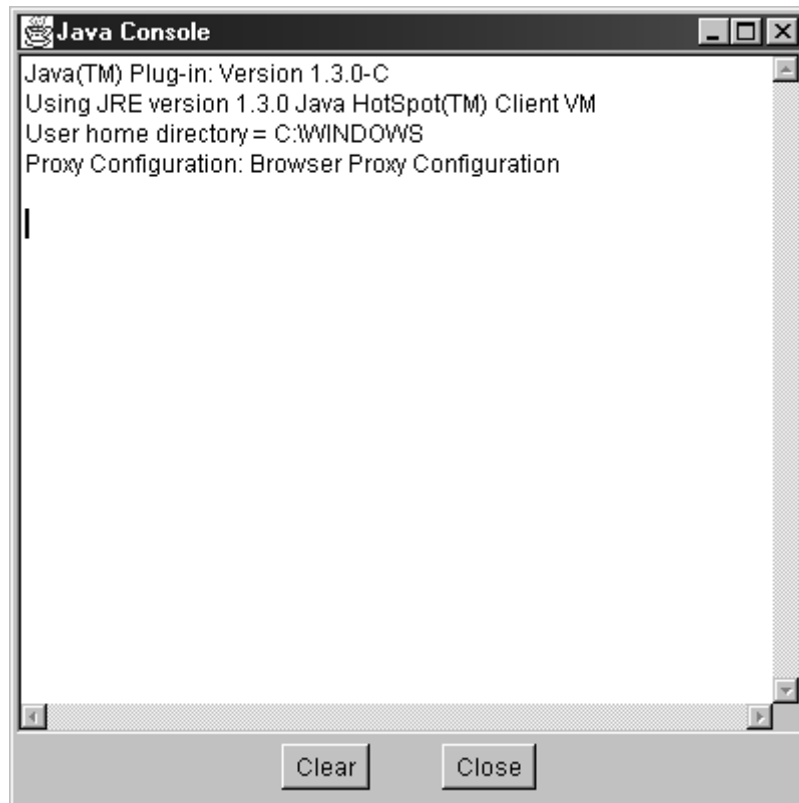 Java Console
Java(TM) Plug-in: Version 1.3.0-C
Using JRE version 1.3.0 Java HotSpot(TM) Client VM
User home directory = C:\WINDOWS
Proxy Configuration: Browser Proxy Configuration
Clear
Close